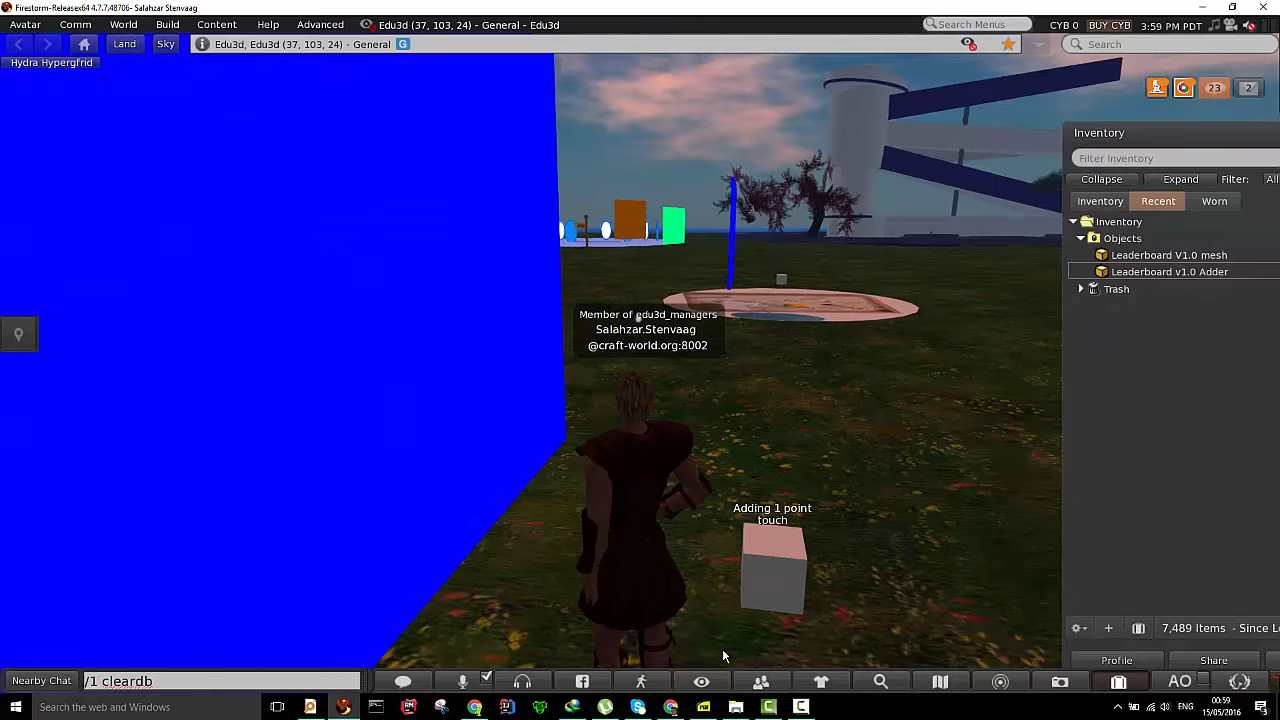 Firestorm-Releasex64 4.7.7.48706- Salahzar Stenvaag
Avatar Comm World Build Content Help Advanced Edu3d (37, 103, 24) - General - Edu3d Search Menus CYB 0 BUY CYB 3:59 PM PDT
Land Sky Edu3d, Edu3d (37, 103, 24) - General G Search
Hydra Hypergfrid
23 2
Inventory
Filter Inventory
Collapse Expand Filter: All
Inventory Recent Worn
Inventory
Objects
Leaderboard V1.0 mesh
Leaderboard v1.0 Adder
Trash
Member of edu3d_managers
Salahzar.Stenvaag
@craft-world.org:8002
Adding 1 point
touch
7,489 Items - Since L
Profile Share
Nearby Chat /1 cleardb AO
Search the web and Windows ENG 00:59
15/05/2016